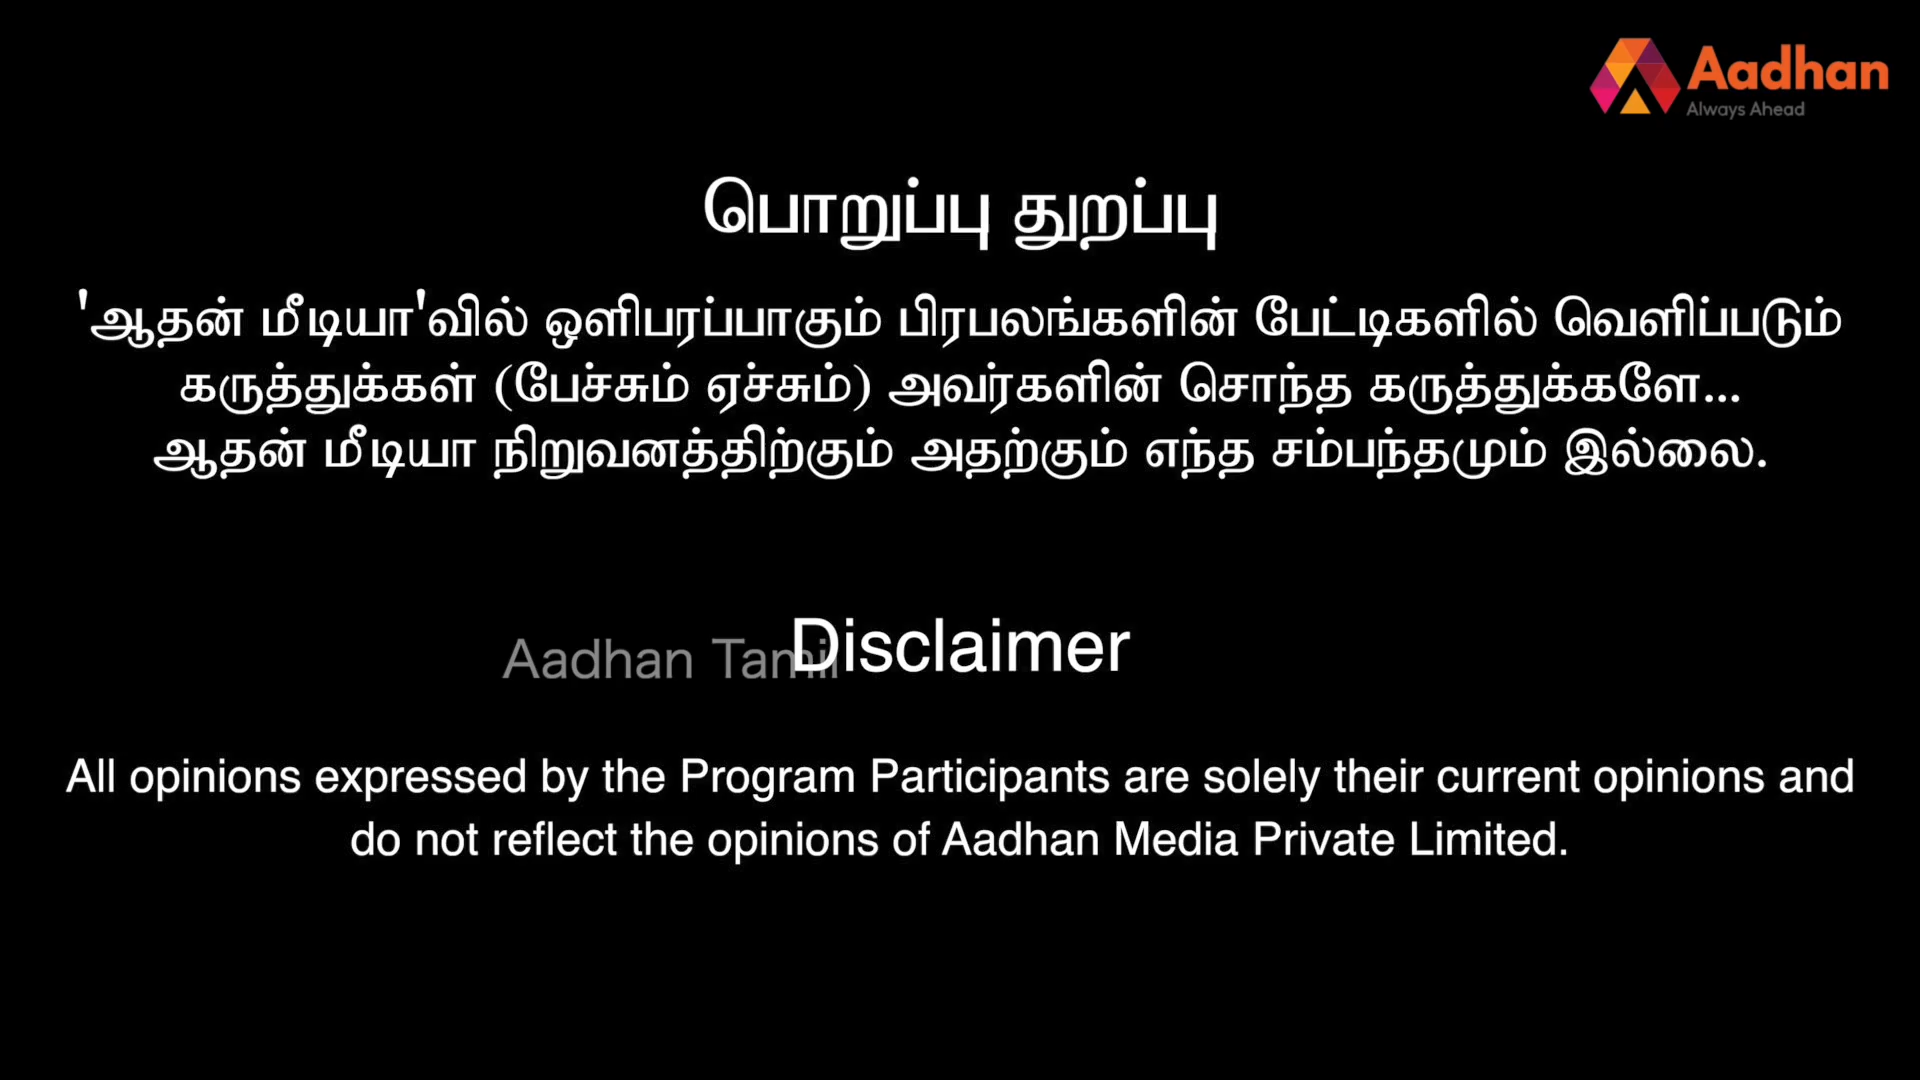 Aadhan
Always Ahead
பொறுப்பு துறப்பு
'ஆதன் மீடியா'வில் ஒளிபரப்பாகும் பிரபலங்களின் பேட்டிகளில் வெளிப்படும்
கருத்துக்கள் (பேச்சும் ஏச்சும்) அவர்களின் சொந்த கருத்துக்களே...
ஆதன் மீடியா நிறுவனத்திற்கும் அதற்கும் எந்த சம்பந்தமும் இல்லை.
Aadhan Tamil
Disclaimer
All opinions expressed by the Program Participants are solely their current opinions and
do not reflect the opinions of Aadhan Media Private Limited.